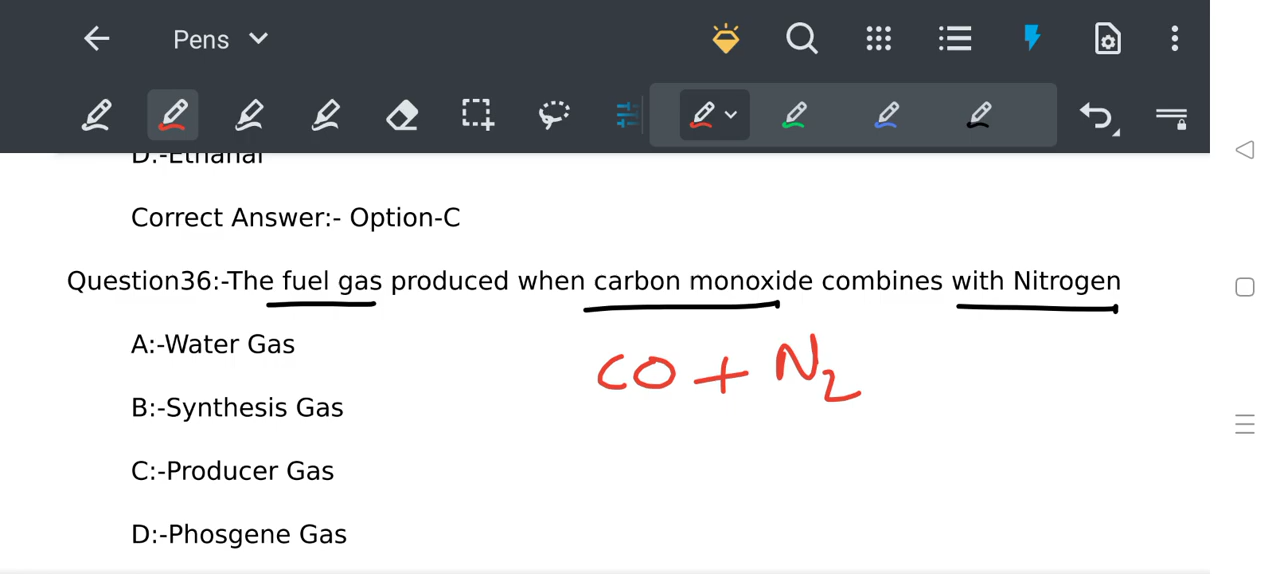 Pens
D:-Ethanal
Correct Answer:- Option-C
Question36:-The fuel gas produced when carbon monoxide combines with Nitrogen
A:-Water Gas
CO + N2
B:-Synthesis Gas
C:-Producer Gas
D:-Phosgene Gas